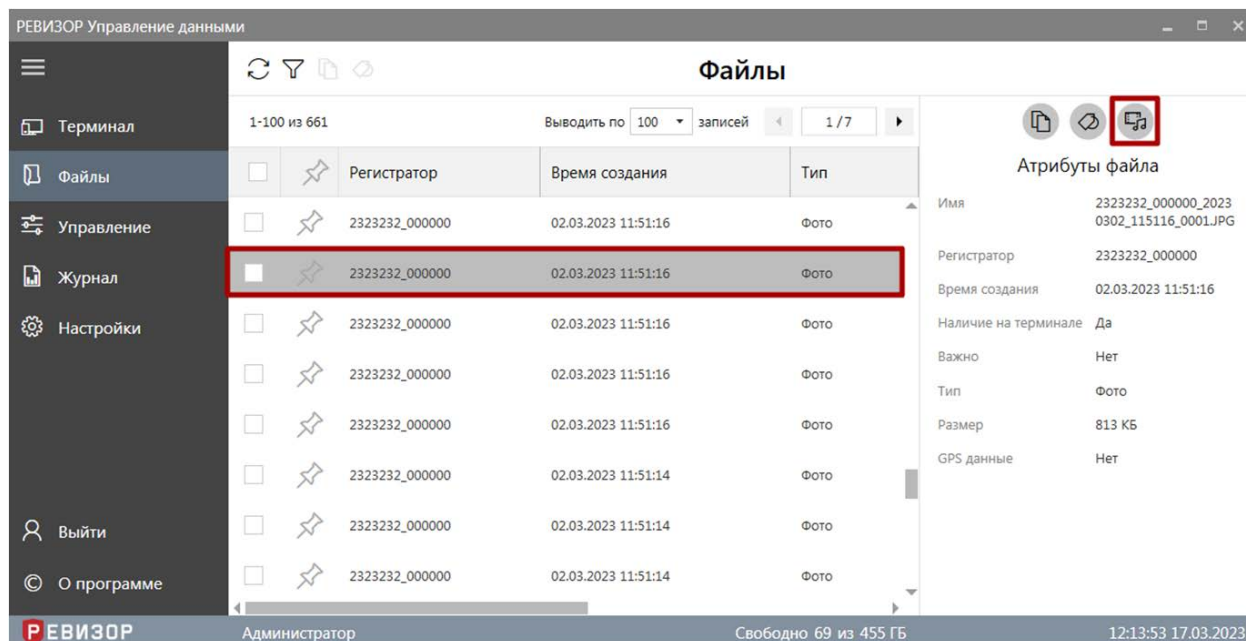 РЕВИЗОР Управление данными
Файлы
Терминал
Файлы
Управление
Журнал
Настройки
Выйти
О программе
1-100 из 661
Выводить по 100 записей
1/7
Регистратор Время создания Тип
2323232_000000 02.03.2023 11:51:16 Фото
2323232_000000 02.03.2023 11:51:16 Фото
2323232_000000 02.03.2023 11:51:16 Фото
2323232_000000 02.03.2023 11:51:16 Фото
2323232_000000 02.03.2023 11:51:16 Фото
2323232_000000 02.03.2023 11:51:14 Фото
2323232_000000 02.03.2023 11:51:14 Фото
2323232_000000 02.03.2023 11:51:14 Фото
Атрибуты файла
Имя 2323232_000000_2023
0302_115116_0001.JPG
Регистратор 2323232_000000
Время создания 02.03.2023 11:51:16
Наличие на терминале Да
Важно Нет
Тип Фото
Размер 813 КБ
GPS данные Нет
РЕВИЗОР
Администратор
Свободно 69 из 455 ГБ
12:13:53 17.03.2023